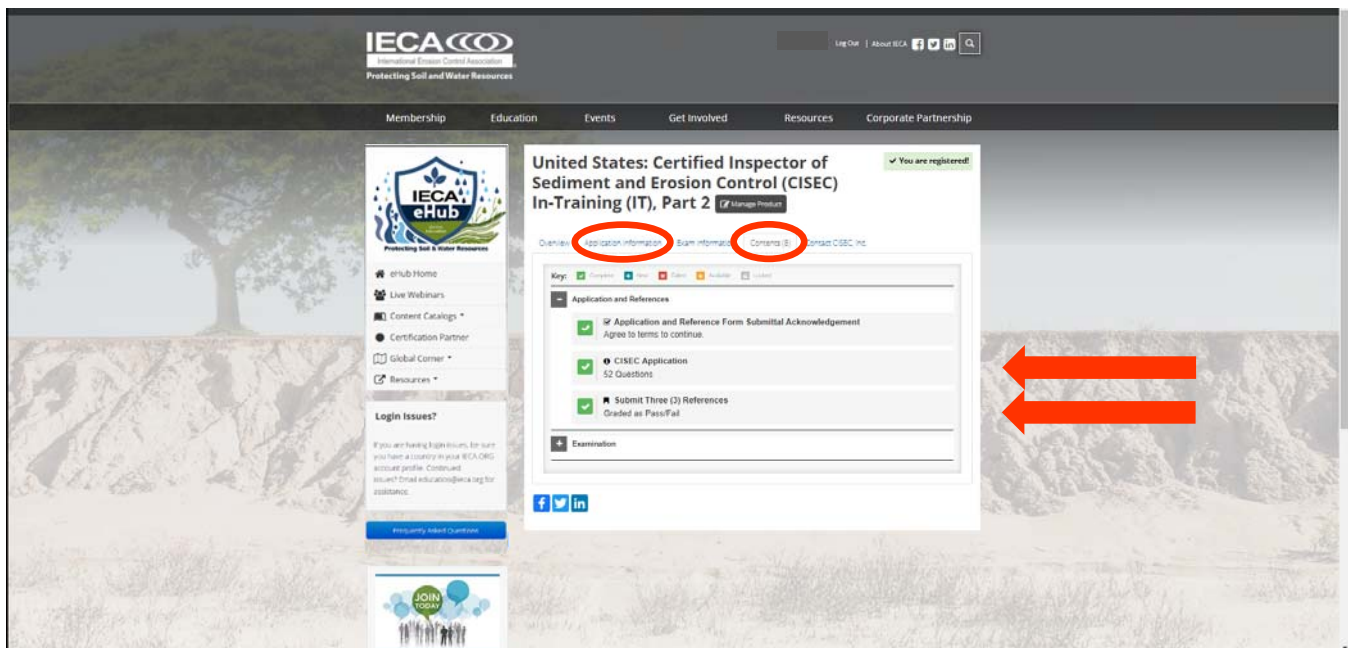 IECA
International Erosion Control Association
Protecting Soil and Water Resources
Log Out | About IECA
Membership Education Events Get Involved Resources Corporate Partnership
IECA
eHub
Protecting Soil & Water Resources
eHub Home
Live Webinars
Content Catalogs
Certification Partner
Global Corner
Resources
Login Issues?
If you are having login issues, be sure
you have a country in your IECA.ORG
account profile. Continued
issues? Email education@ieca.org for
assistance.
Frequently Asked Questions
JOIN
TODAY
United States: Certified Inspector of
Sediment and Erosion Control (CISEC)
In-Training (IT), Part 2 Manage Product
You are registered!
Overview Application Information Exam Information Contents Contact CISEC, Inc.
Key: Complete Failed Available Locked
Application and References
Application and Reference Form Submittal Acknowledgement
Agree to terms to continue.
CISEC Application
52 Questions
Submit Three (3) References
Graded as Pass/Fail
Examination